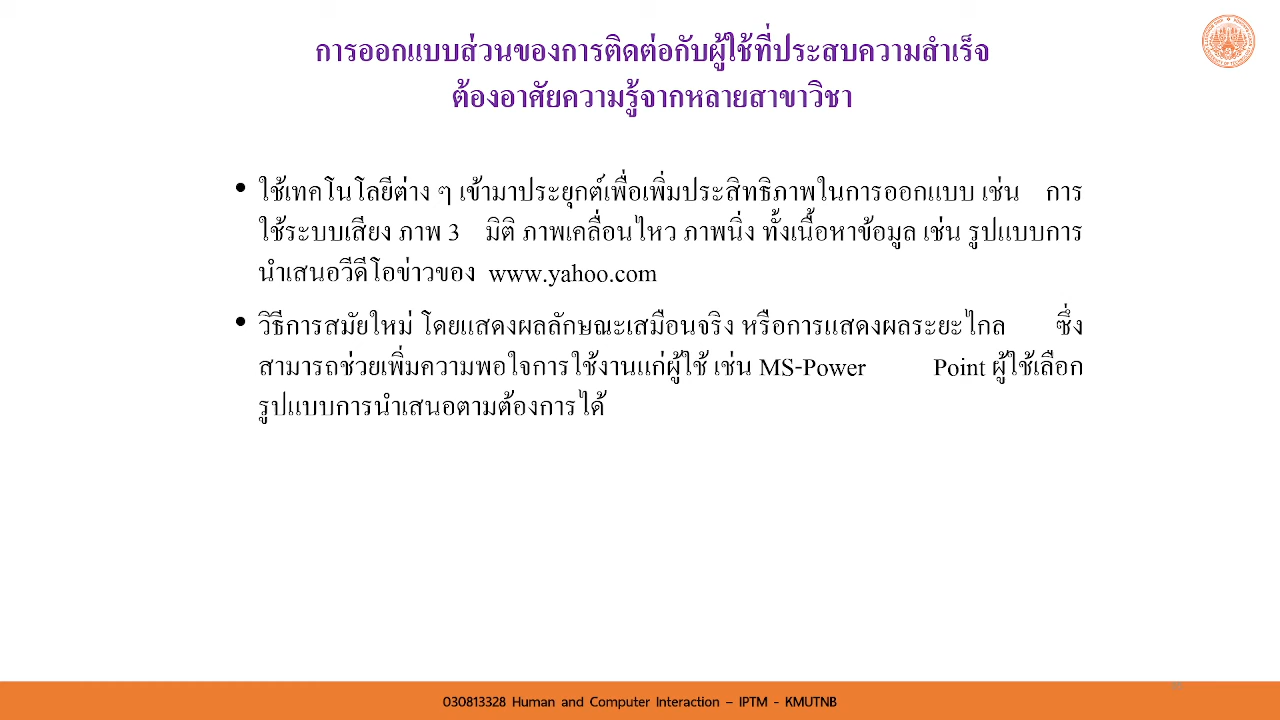 การออกแบบส่วนของการติดต่อกับผู้ใช้ที่ประสบความสำเร็จ
ต้องอาศัยความรู้จากหลายสาขาวิชา
• ใช้เทคโนโลยีต่าง ๆ เข้ามาประยุกต์เพื่อเพิ่มประสิทธิภาพในการออกแบบ เช่น การ
ใช้ระบบเสียง ภาพ 3 มิติ ภาพเคลื่อนไหว ภาพนิ่ง ทั้งเนื้อหาข้อมูล เช่น รูปแบบการ
นำเสนอวีดีโอข่าวของ www.yahoo.com
• วิธีการสมัยใหม่ โดยแสดงผลลักษณะเสมือนจริง หรือการแสดงผลระยะไกล ซึ่ง
สามารถช่วยเพิ่มความพอใจการใช้งานแก่ผู้ใช้ เช่น MS-Power Point ผู้ใช้เลือก
รูปแบบการนำเสนอตามต้องการได้
030813328 Human and Computer Interaction – IPTM - KMUTNB